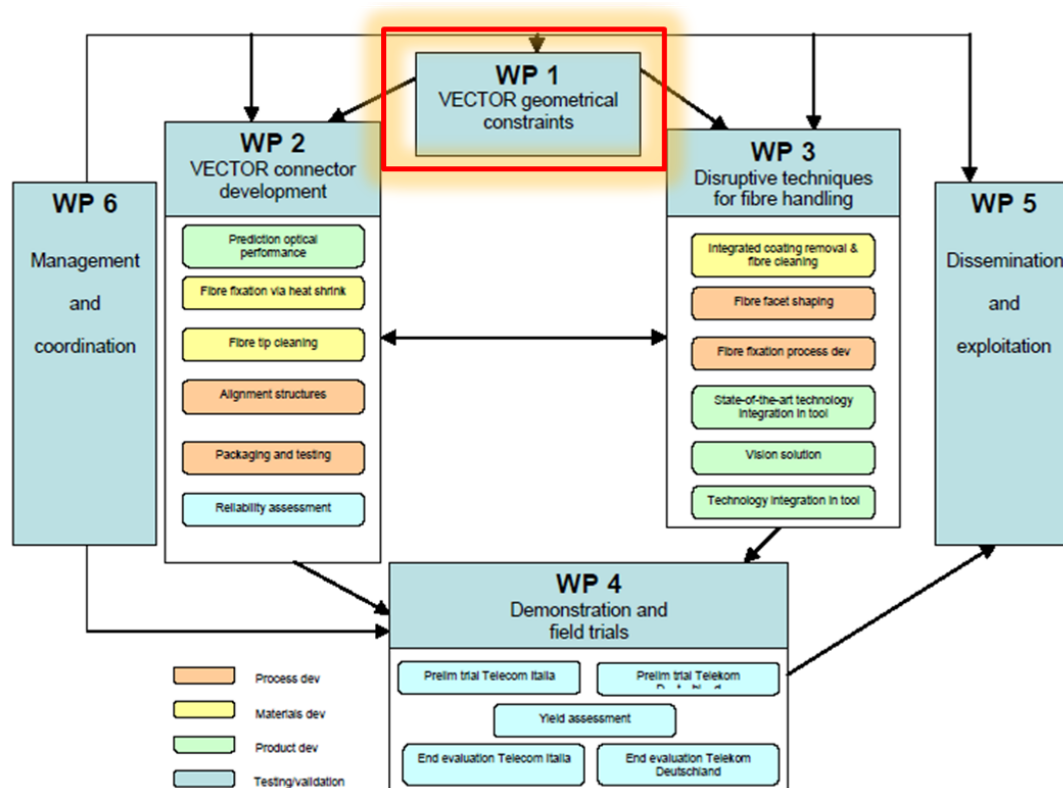 WP 1
VECTOR geometrical
constraints
WP 2
VECTOR connector
development
Prediction optical
performance
Fibre fixation via heat shrink
Fibre tip cleaning
Alignment structures
Packaging and testing
Reliability assessment
WP 3
Disruptive techniques
for fibre handling
Integrated coating removal &
fibre cleaning
Fibre facet shaping
Fibre fixation process dev
State-of-the-art technology
integration in tool
Vision solution
Technology integration in tool
WP 6
Management
and
coordination
WP 5
Dissemination
and
exploitation
WP 4
Demonstration and
field trials
Prelim trial Telecom Italia
Prelim trial Telekom
Yield assessment
End evaluation Telecom Italia
End evaluation Telekom
Deutschland
Process dev
Materials dev
Product dev
Testing/validation